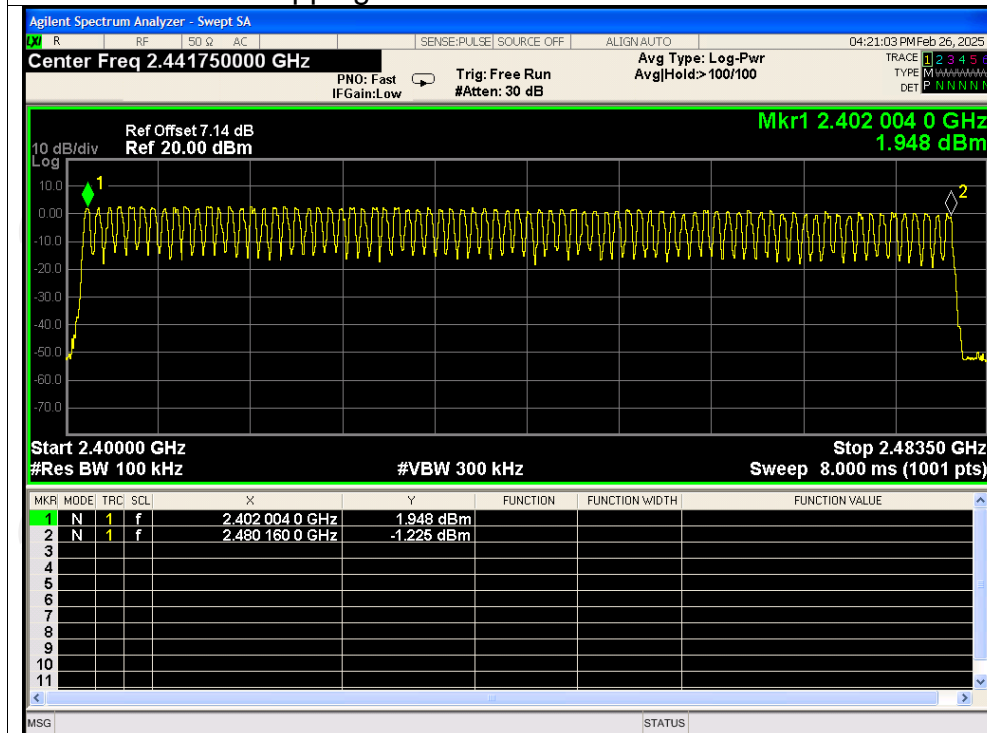 Agilent Spectrum Analyzer - Swept SA
LXI R RF 50 Ω AC SENSE:PULSE SOURCE OFF ALIGN AUTO 04:21:03 PM Feb 26, 2025
Center Freq 2.441750000 GHz
PNO: Fast
IFGain:Low
Trig: Free Run
#Atten: 30 dB
Avg Type: Log-Pwr
Avg|Hold:>100/100
TRACE 1 2 3 4 5 6
TYPE M
DET P N N N N N
Mkr1 2.402 004 0 GHz
1.948 dBm
Ref Offset 7.14 dB
10 dB/div Ref 20.00 dBm
Log
1
2
10.0
0.00
-10.0
-20.0
-30.0
-40.0
-50.0
-60.0
-70.0
Start 2.40000 GHz Stop 2.48350 GHz
#Res BW 100 kHz #VBW 300 kHz Sweep 8.000 ms (1001 pts)
MKR MODE TRC SCL X Y FUNCTION FUNCTION WIDTH FUNCTION VALUE
1 N 1 f 2.402 004 0 GHz 1.948 dBm
2 N 1 f 2.480 160 0 GHz -1.225 dBm
3
4
5
6
7
8
9
10
11
MSG STATUS